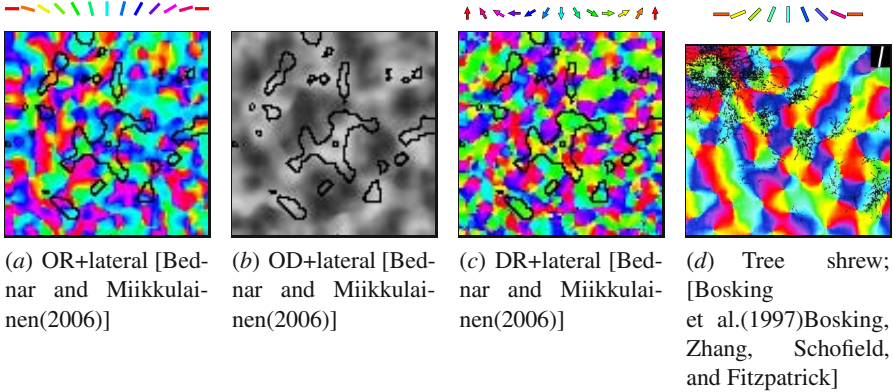 (a) OR+lateral [Bed-
nar and Miikkulai-
nen(2006)]
(b) OD+lateral [Bed-
nar and Miikkulai-
nen(2006)]
(c) DR+lateral [Bed-
nar and Miikkulai-
nen(2006)]
(d) Tree shrew;
[Bosking
et al.(1997)Bosking,
Zhang, Schofield,
and Fitzpatrick]